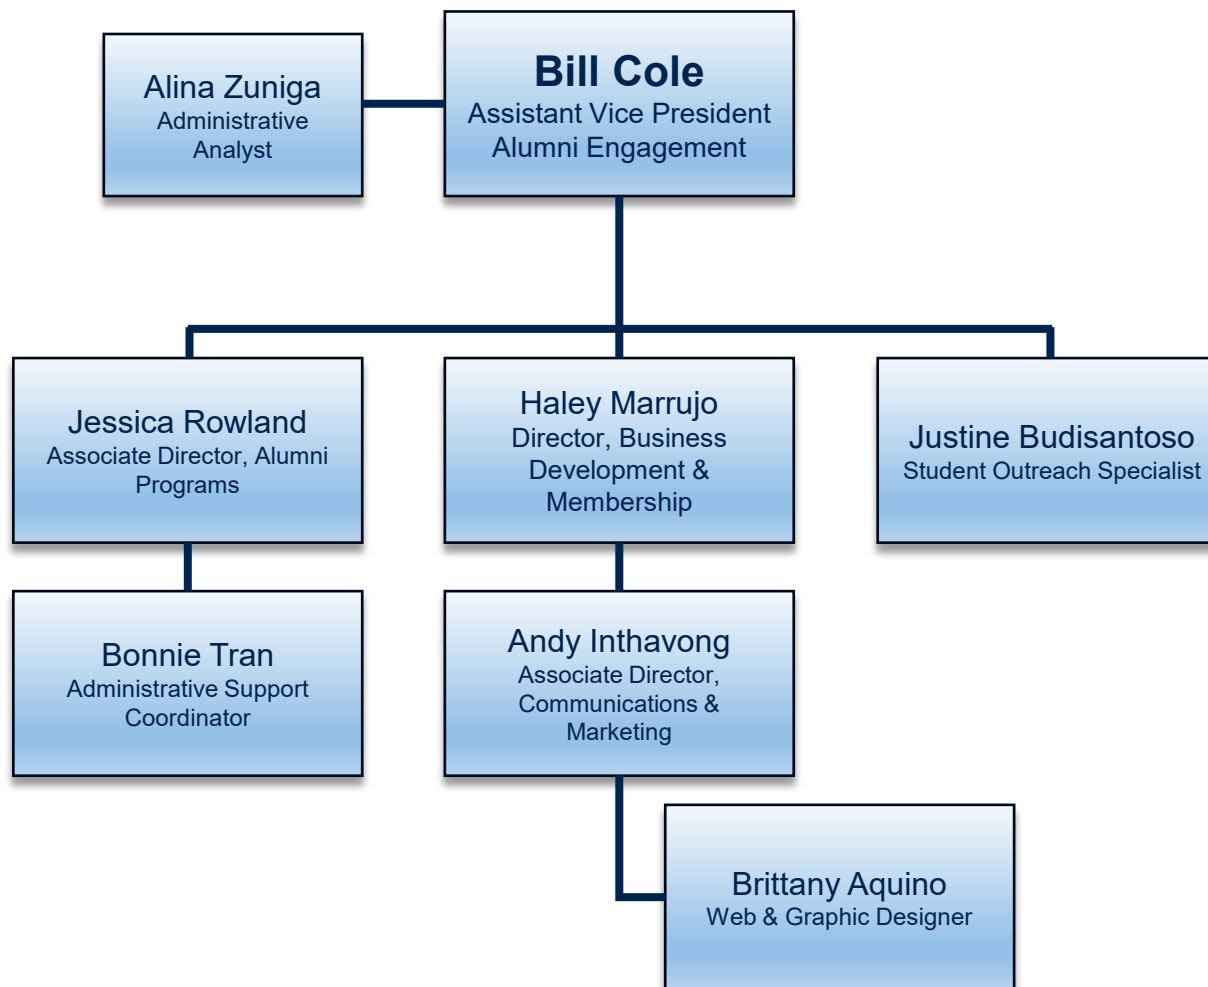 Alina Zuniga
Administrative
Analyst
Bill Cole
Assistant Vice President
Alumni Engagement
Jessica Rowland
Associate Director, Alumni
Programs
Haley Marrujo
Director, Business
Development &
Membership
Justine Budisantoso
Student Outreach Specialist
Bonnie Tran
Administrative Support
Coordinator
Andy Inthavong
Associate Director,
Communications &
Marketing
Brittany Aquino
Web & Graphic Designer